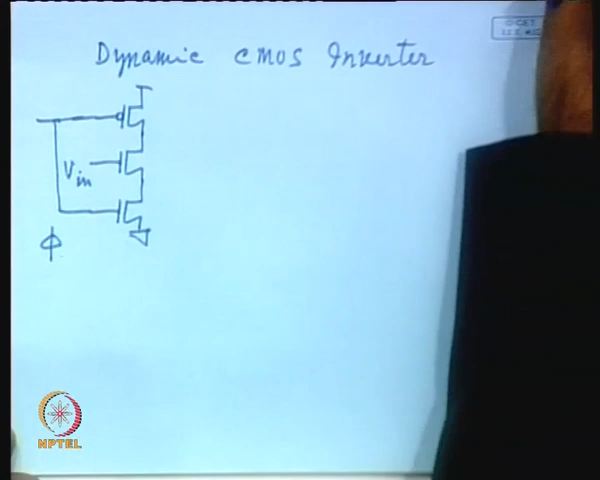 Dynamic CMOS Inverter
Vin
ϕ
NPTEL